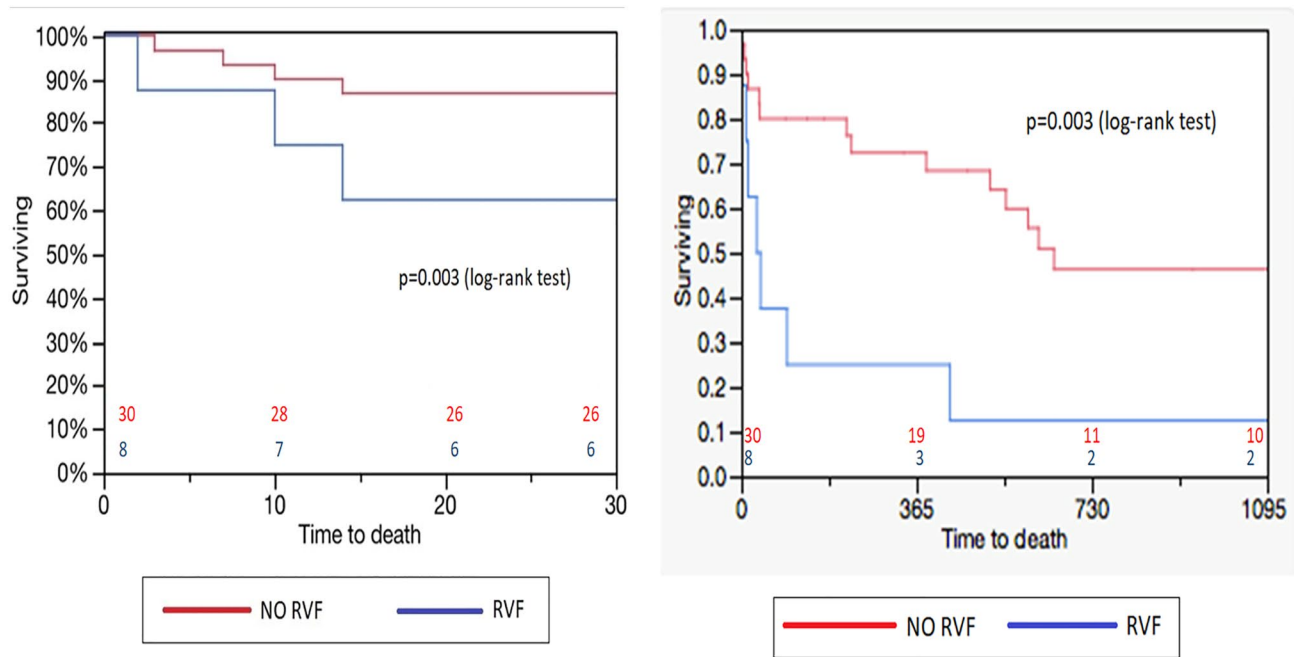 100%
90%
80%
70%
60%
50%
40%
30%
20%
10%
0%
Surviving
p=0.003 (log-rank test)
30 28 26 26
8 7 6 6
0 10 20 30
Time to death
NO RVF RVF
1.0
0.9
0.8
0.7
0.6
0.5
0.4
0.3
0.2
0.1
0.0
Surviving
p=0.003 (log-rank test)
30 19 11 10
8 3 2 2
0 365 730 1095
Time to death
NO RVF RVF